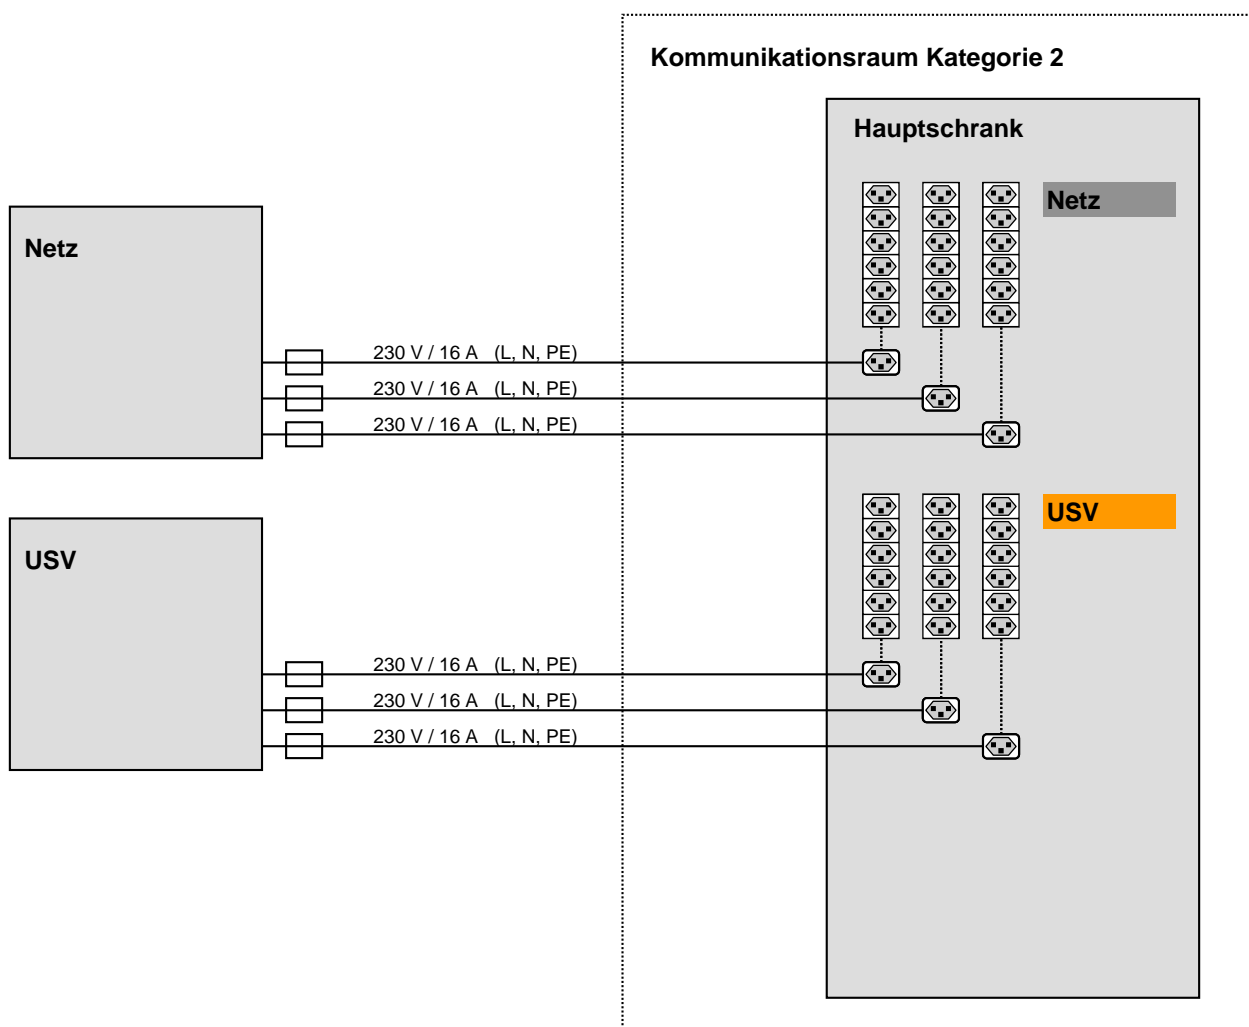 Kommunikationsraum Kategorie 2
Hauptschrank
Netz
Netz
230 V / 16 A (L, N, PE)
230 V / 16 A (L, N, PE)
230 V / 16 A (L, N, PE)
USV
USV
230 V / 16 A (L, N, PE)
230 V / 16 A (L, N, PE)
230 V / 16 A (L, N, PE)